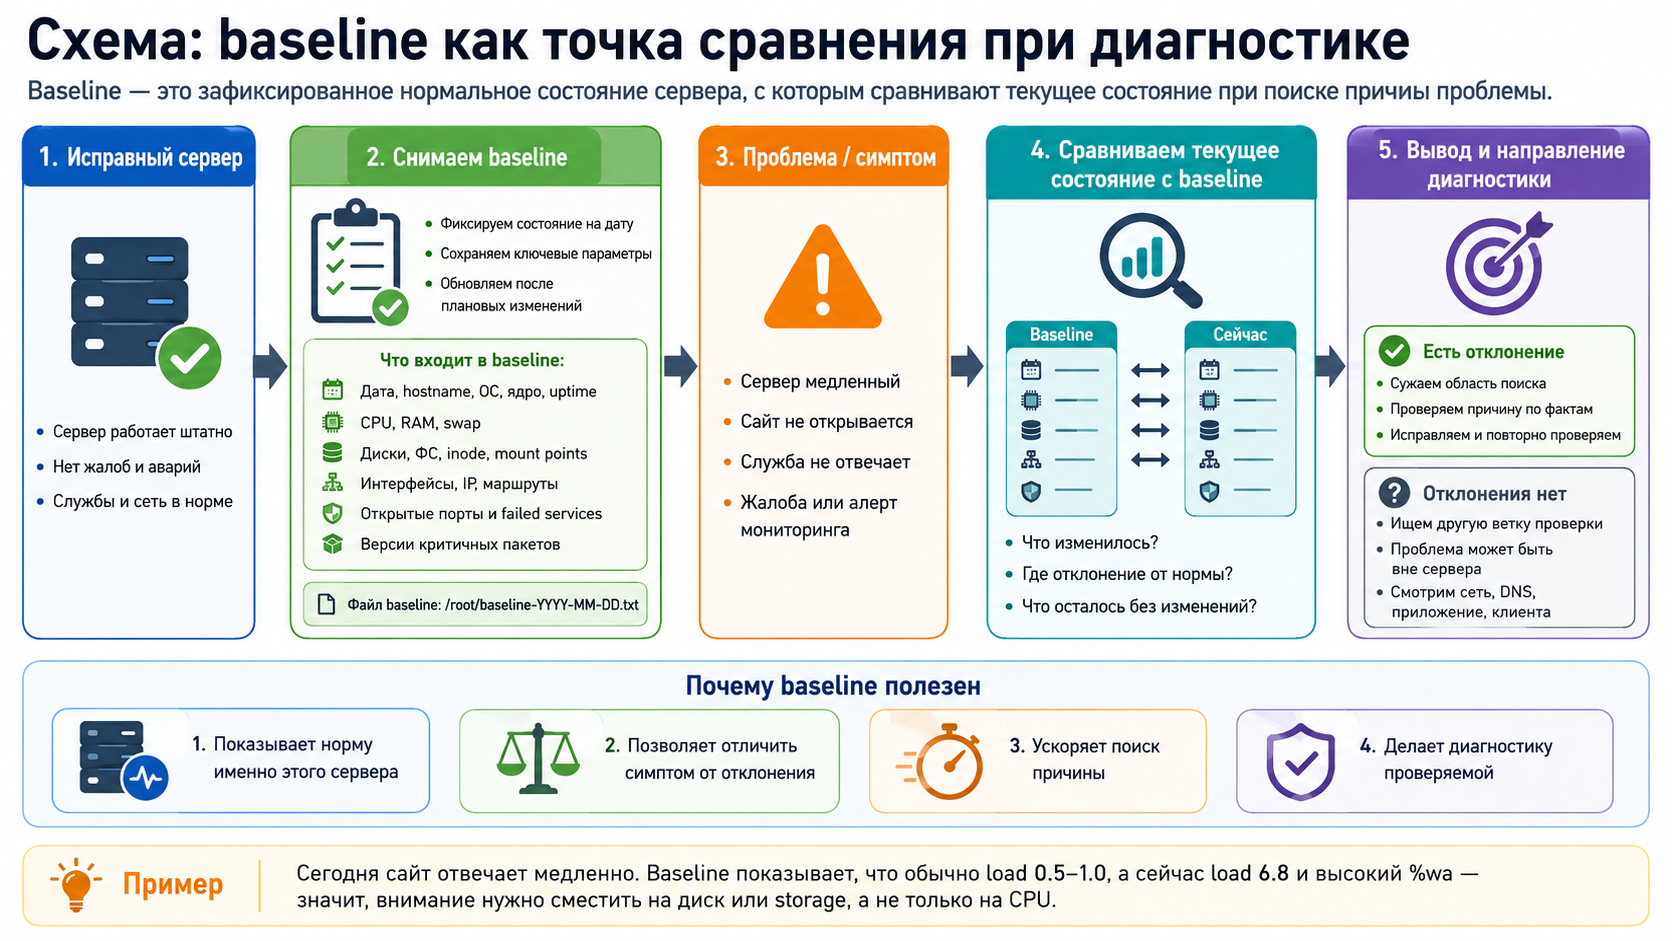 Схема: baseline как точка сравнения при диагностике
Baseline — это зафиксированное нормальное состояние сервера, с которым сравнивают текущее состояние при поиске причиы проблемы.
1. Исправный сервер
• Сервер работает штатно
• Нет жалоб и аварий
• Службы и сеть в норме
2. Снимаем baseline
• Фиксируем состояние на дату
• Сохраняем ключевые параметры
• Обновляем после
плановых изменений
Что входит в baseline:
Дата, hostname, ОС, ядро, uptime
CPU, RAM, swap
Диски, ФС, inode, mount points
Интерфейсы, IP, маршруты
Открытые порты и failed services
Версии критичных пакетов
Файл baseline: /root/baseline-YYYY-MM-DD.txt
3. Проблема / симптом
• Сервер медленный
• Сайт не открывается
• Служба не отвечает
• Жалоба или алерт
мониторинга
4. Сравниваем текущее
состояние с baseline
Baseline
Сейчас
• Что изменилось?
• Где отклонение от нормы?
• Что осталось без изменений?
5. Вывод и направление
диагностики
Есть отклонение
• Сужаем область поиска
• Проверяем причину по фактам
• Исправляем и повторно проверяем
Отклонения нет
• Ищем другую ветку проверки
• Проблема может быть
вне сервера
• Смотрим сеть, DNS,
приложение, клиента
Почему baseline полезен
1. Показывает норму
именно этого сервера
2. Позволяет отличить
симптом от отклонения
3. Ускоряет поиск
причины
4. Делает диагностику
проверяемой
Пример
Сегодня сайт отвечает медленно. Baseline показывает, что обычно load 0.5–1.0, а сейчас load 6.8 и высокий %wa —
значит, внимание нужно сместить на диск или storage, а не только на CPU.